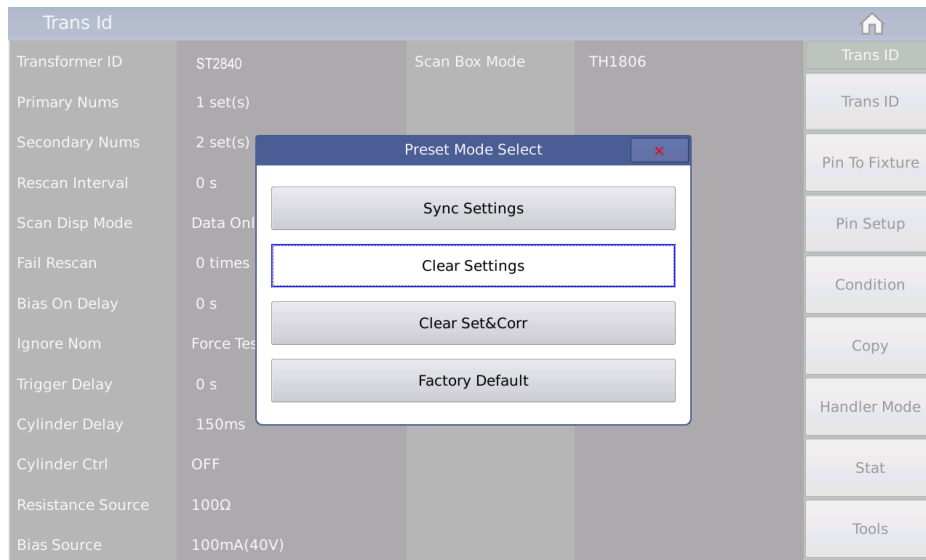 Trans Id
Transformer ID ST2840 Scan Box Mode TH1806
Primary Nums 1 set(s)
Secondary Nums 2 set(s)
Rescan Interval 0 s
Scan Disp Mode Data Onl
Fail Rescan 0 times
Bias On Delay 0 s
Ignore Nom Force Tes
Trigger Delay 0 s
Cylinder Delay 150ms
Cylinder Ctrl OFF
Resistance Source 100Ω
Bias Source 100mA(40V)
Preset Mode Select x
Sync Settings
Clear Settings
Clear Set&Corr
Factory Default
Trans ID
Trans ID
Pin To Fixture
Pin Setup
Condition
Copy
Handler Mode
Stat
Tools